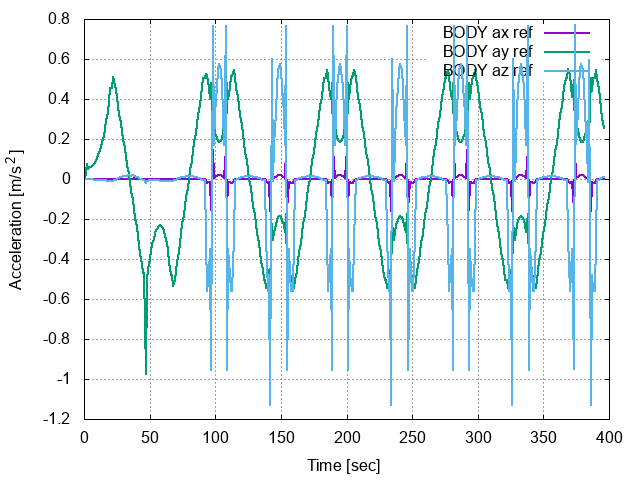 BODY ax ref
BODY ay ref
BODY az ref
0.8
0.6
0.4
0.2
0
-0.2
-0.4
-0.6
-0.8
-1
-1.2
Acceleration [m/s²]
0 50 100 150 200 250 300 350 400
Time [sec]